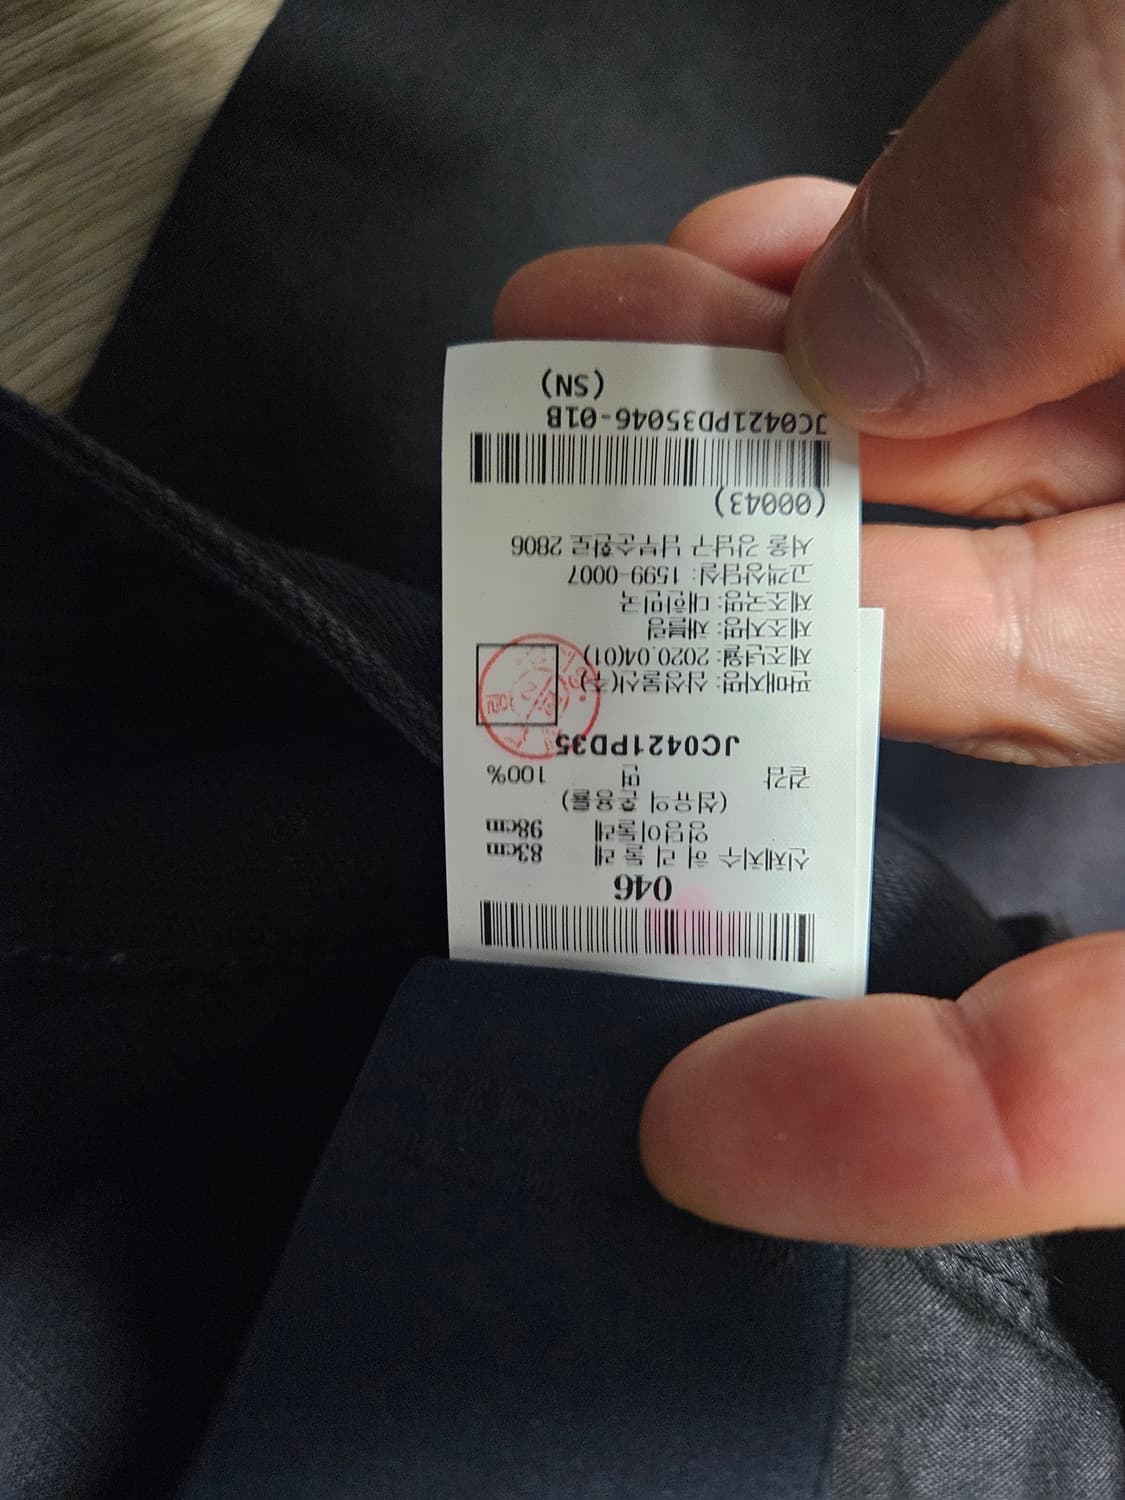 046
신체치수 허리둘레 83cm
엉덩이둘레 98cm
(섬유의 혼용률)
겉감 면 100%
JC0421PD35
판매자명: 삼성물산(주)
제조년월: 2020.04(01)
제조자명: 재블링
제조국명: 대한민국
고객상담실: 1599-0007
서울 강남구 남부순환로 2806
(00043)
JC0421PD35046-01B
(SN)